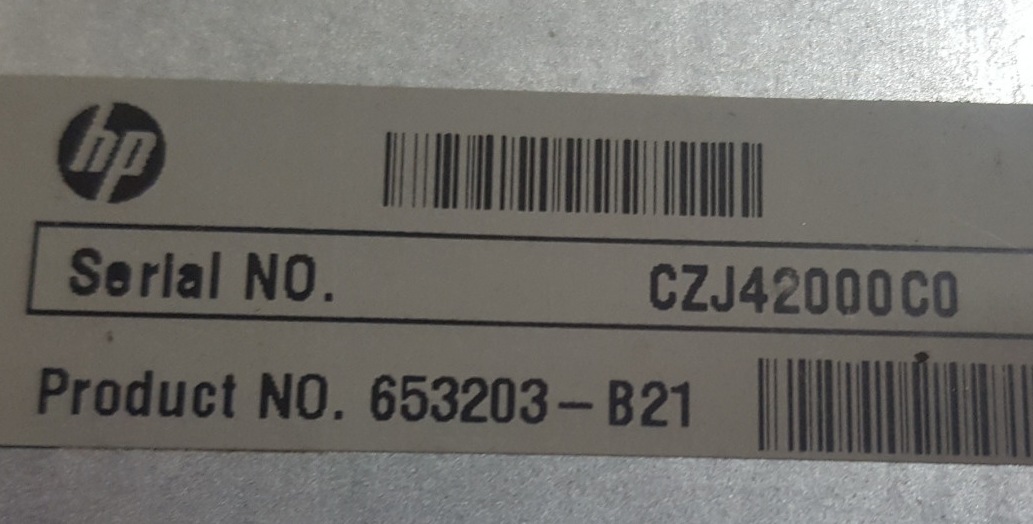 hp
Serial NO. CZJ42000C0
Product NO. 653203-B21